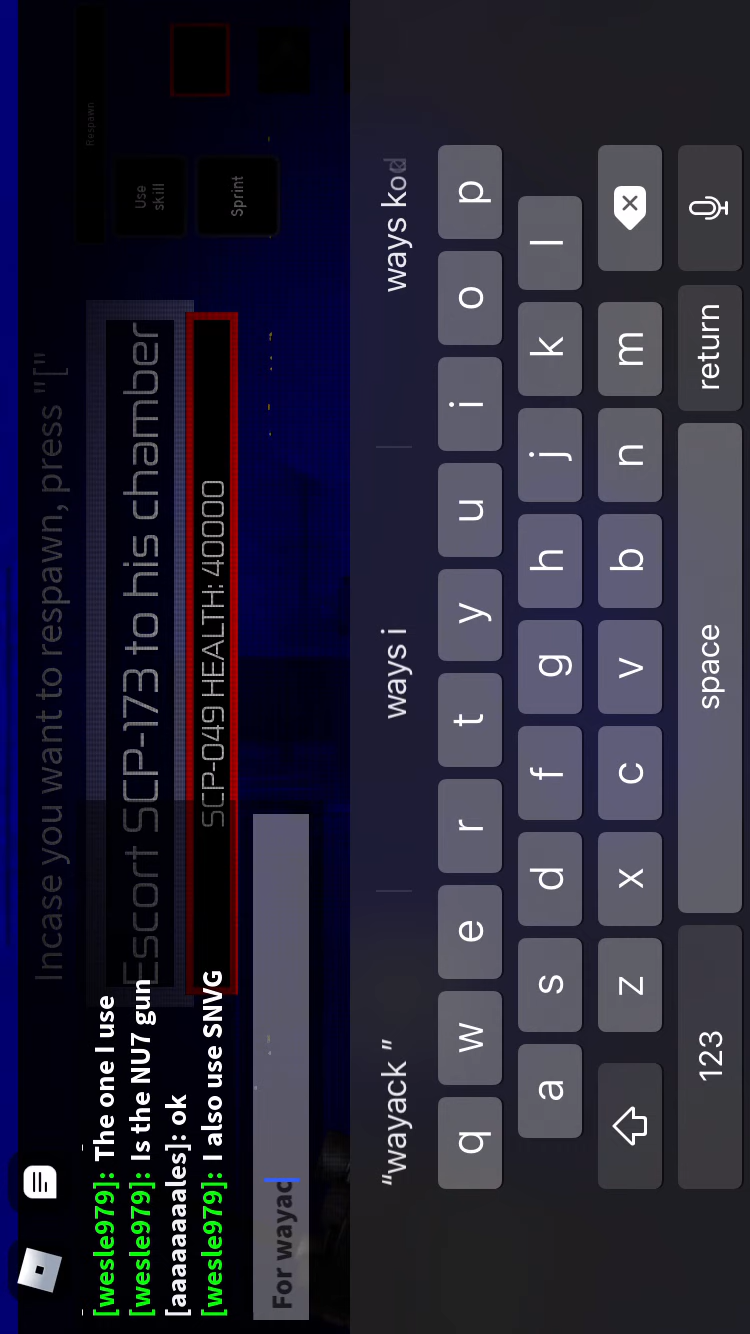 Respawn
Use
skill
Sprint
Incase you want to respawn, press "["
Escort SCP-173 to his chamber
SCP-049 HEALTH: 40000
[wesle979]: The one I use
[wesle979]: Is the NU7 gun
[aaaaaaaales]: ok
[wesle979]: I also use SNVG
For wayac
"wayack "
ways i
ways kod
q w e r t y u i o p
a s d f g h j k l
z x c v b n m
123
space
return